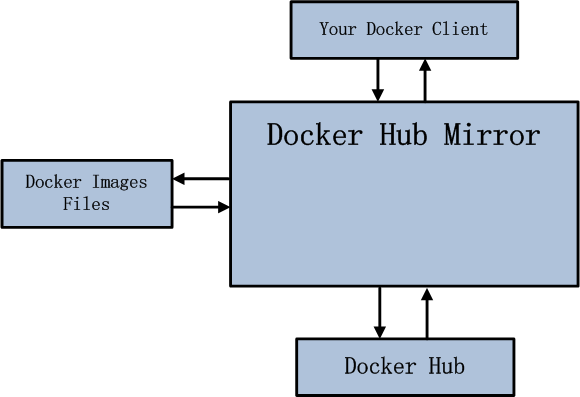 Your Docker Client
Docker Hub Mirror
Docker Images
Files
Docker Hub